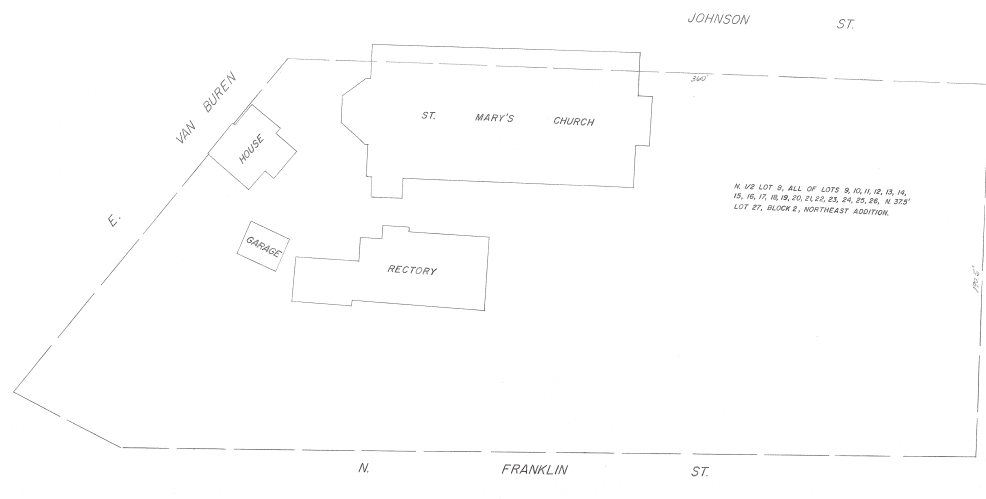 JOHNSON ST.
360'
E. VAN BUREN
ST. MARY'S CHURCH
HOUSE
N. 1/2 LOT 8, ALL OF LOTS 9, 10, 11, 12, 13, 14,
15, 16, 17, 18, 19, 20, 21, 22, 23, 24, 25, 26, N. 37.5'
LOT 27, BLOCK 2, NORTHEAST ADDITION.
GARAGE
RECTORY
190.5'
N. FRANKLIN ST.